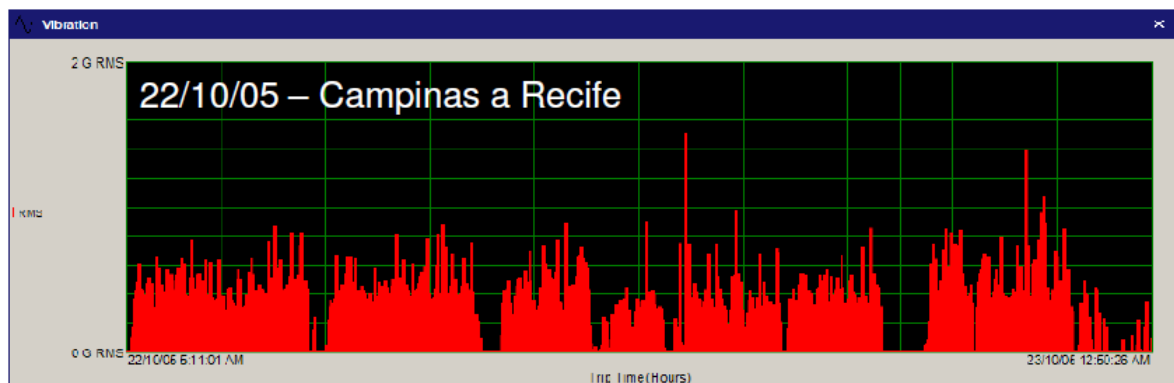 Vibration
2 G RMS
22/10/05 – Campinas a Recife
RMS
0 G RMS
22/10/05 5:11:01 AM
23/10/05 12:50:26 AM
Trip Time(Hours)